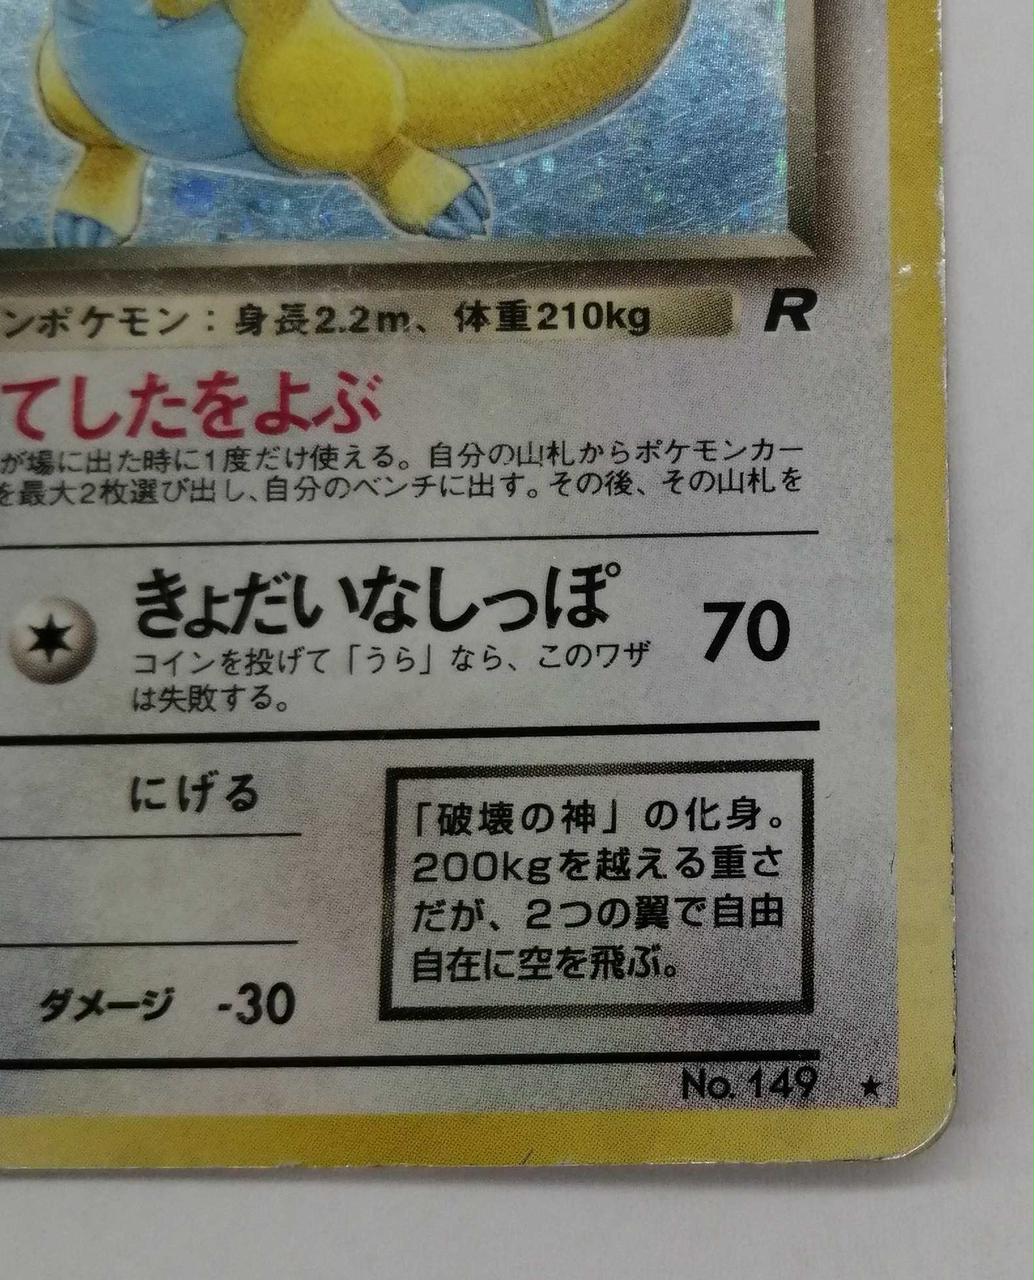 ンポケモン：身長2.2m、体重210kg R
てしたをよぶ
が場に出た時に1度だけ使える。自分の山札からポケモンカー
を最大2枚選び出し、自分のベンチに出す。その後、その山札を
きょだいなしっぽ 70
コインを投げて「うら」なら、このワザ
は失敗する。
にげる
「破壊の神」の化身。
200kgを越える重さ
だが、2つの翼で自由
自在に空を飛ぶ。
ダメージ -30
No. 149 ★